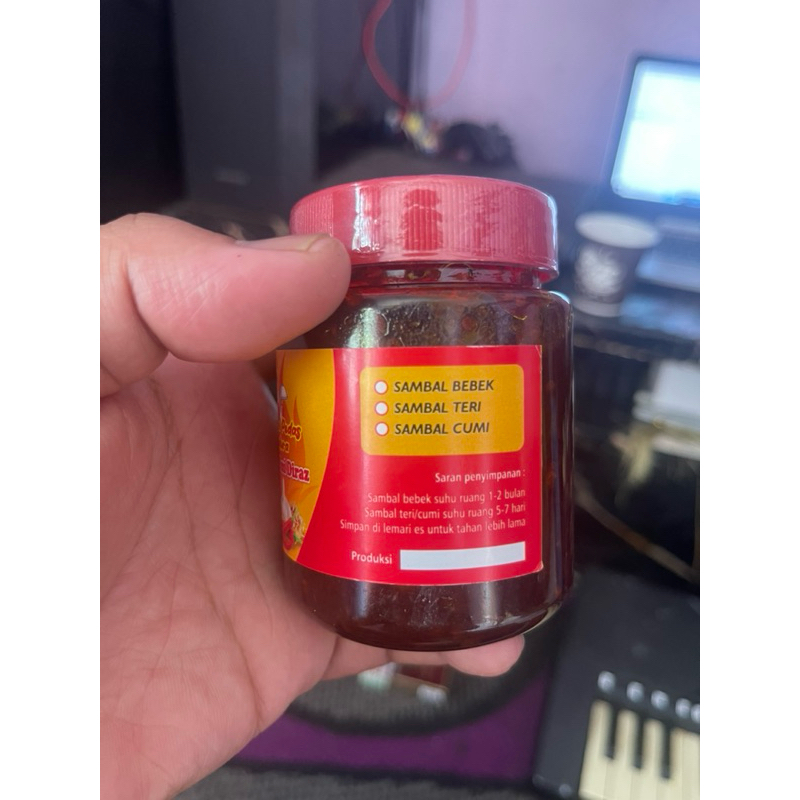 SAMBAL BEBEK
SAMBAL TERI
SAMBAL CUMI
Saran penyimpanan :
Sambal bebek suhu ruang 1-2 bulan
Sambal teri/cumi suhu ruang 5-7 hari
Simpan di lemari es untuk tahan lebih lama
Produksi